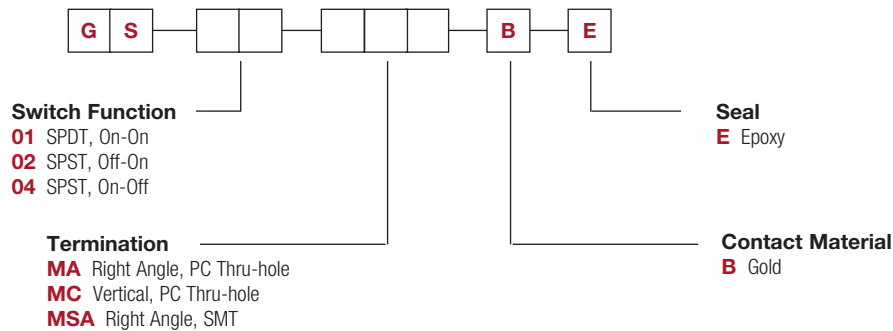 G S B E
Switch Function
01 SPDT, On-On
02 SPST, Off-On
04 SPST, On-Off
Seal
E Epoxy
Termination
MA Right Angle, PC Thru-hole
MC Vertical, PC Thru-hole
MSA Right Angle, SMT
Contact Material
B Gold